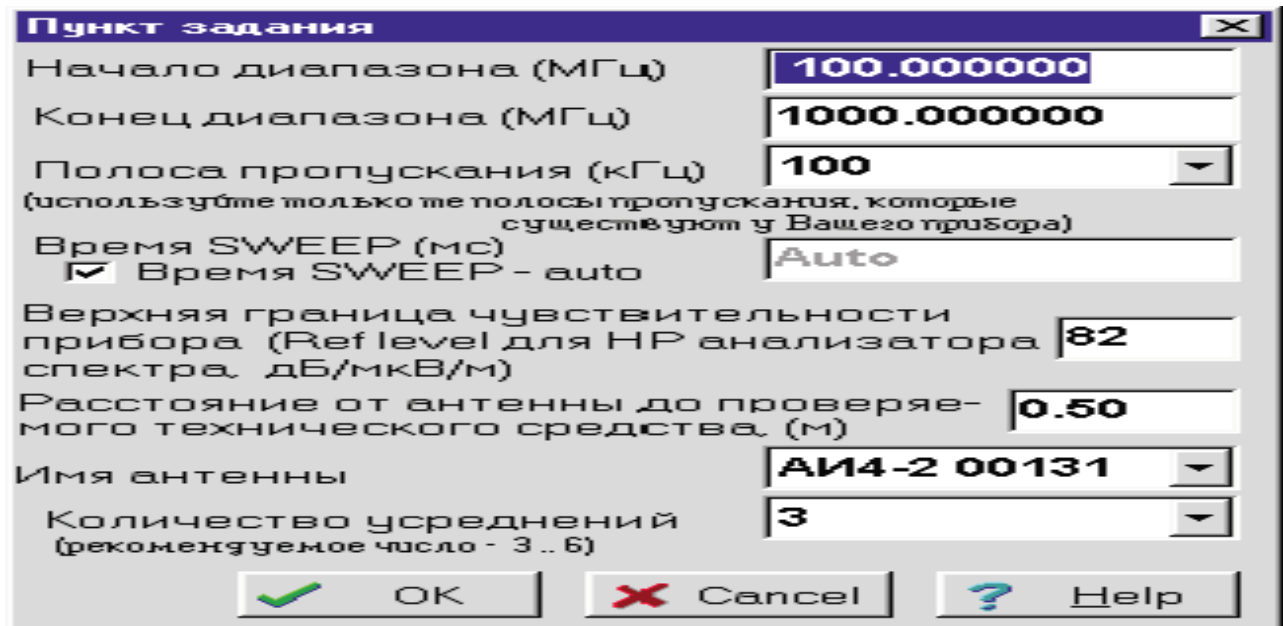 Пункт задания
Начало диапазона (МГц) 100.000000
Конец диапазона (МГц) 1000.000000
Полоса пропускания (кГц) 100
(используйте только те полосы пропускания, которые
существуют у Вашего прибора)
Время SWEEP (мс)
Auto
Время SWEEP - auto
Верхняя граница чувствительности
прибора (Ref level для HP анализатора 82
спектра, дБ/мкВ/м)
Расстояние от антенны до проверяе- 0.50
мого технического средства, (м)
Имя антенны АИ4-2 00131
Количество усреднений 3
(рекомендуемое число - 3 .. 6)
OK Cancel Help